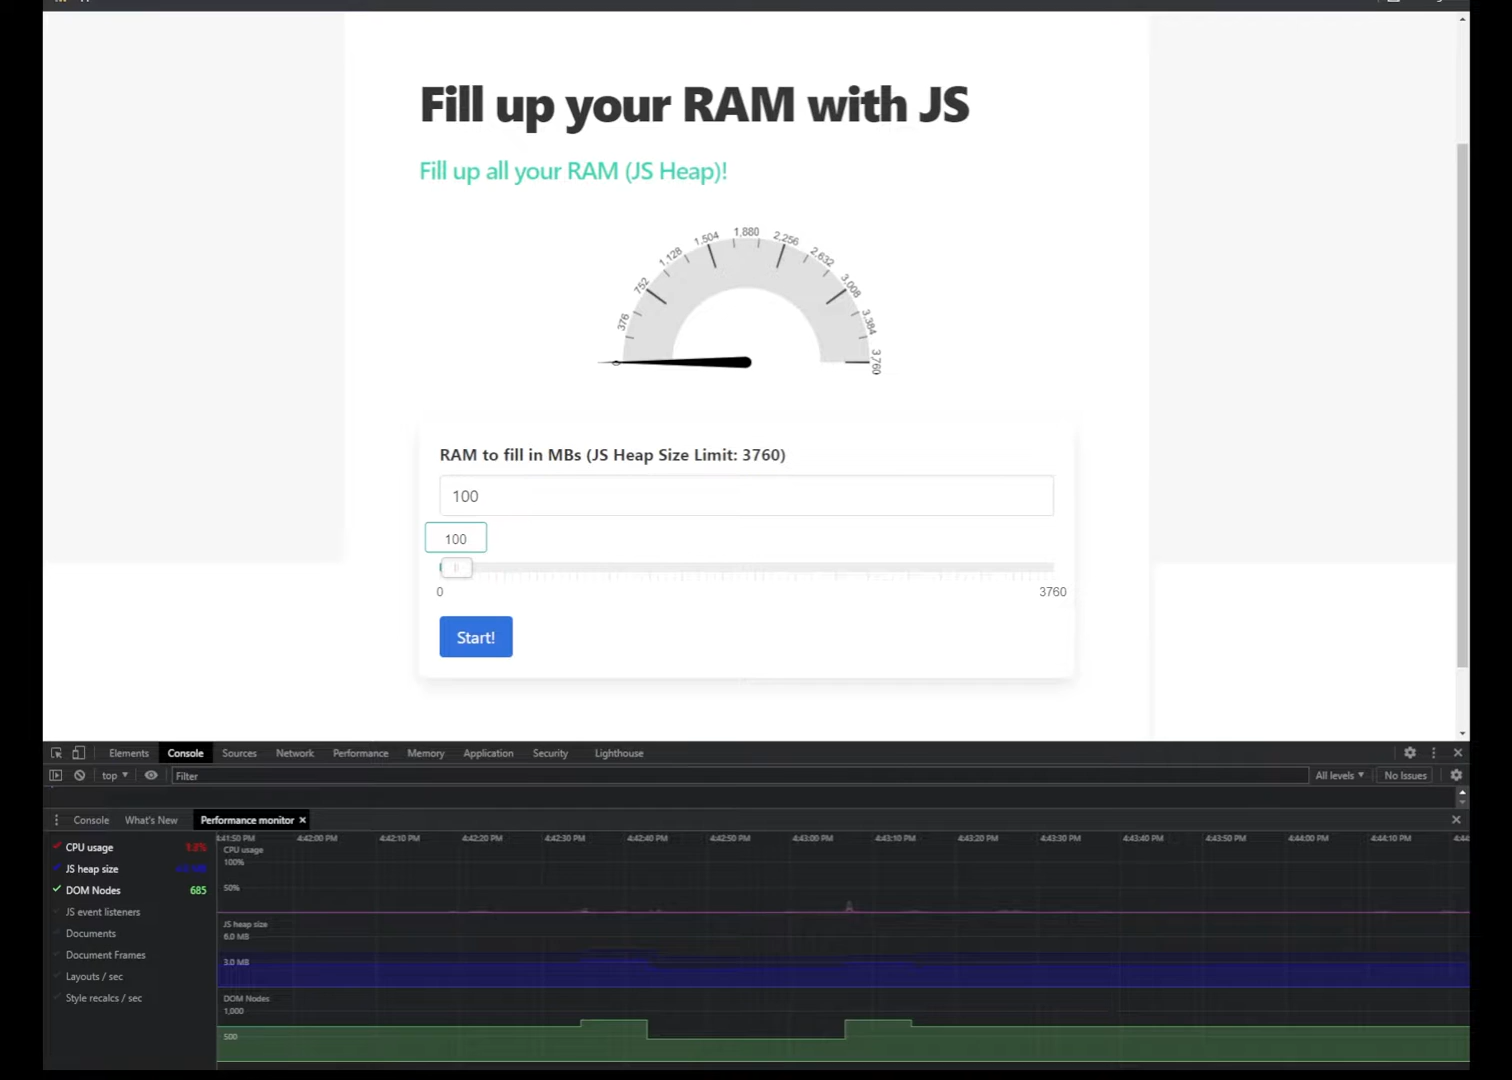 Fill up your RAM with JS
Fill up all your RAM (JS Heap)!
0
376
752
1,128
1,504
1,880
2,256
2,632
3,008
3,384
3,760
RAM to fill in MBs (JS Heap Size Limit: 3760)
100
100
0 3760
Start!
Elements Console Sources Network Performance Memory Application Security Lighthouse
top Filter All levels No Issues
Console What's New Performance monitor
4:41:50 PM 4:42:00 PM 4:42:10 PM 4:42:20 PM 4:42:30 PM 4:42:40 PM 4:42:50 PM 4:43:00 PM 4:43:10 PM 4:43:20 PM 4:43:30 PM 4:43:40 PM 4:43:50 PM 4:44:00 PM 4:44:10 PM
CPU usage
JS heap size
DOM Nodes 685
JS event listeners
Documents
Document Frames
Layouts / sec
Style recalcs / sec
CPU usage
100%
50%
JS heap size
6.0 MB
3.0 MB
DOM Nodes
1,000
500